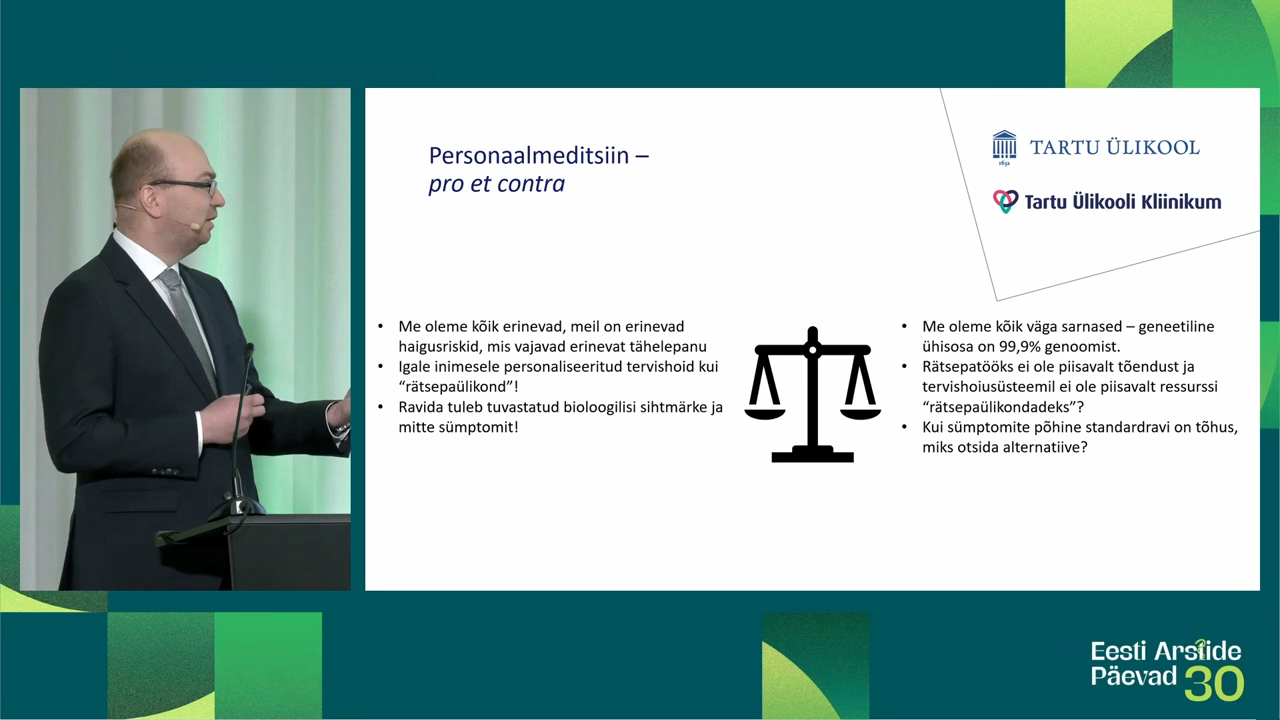 Personaalmeditsiin –
pro et contra
1632
TARTU ÜLIKOOL
Tartu Ülikooli Kliinikum
• Me oleme kõik erinevad, meil on erinevad
haigusriskid, mis vajavad erinevat tähelepanu
• Igale inimesele personaliseeritud tervishoid kui
“rätsepaülikond”!
• Ravida tuleb tuvastatud bioloogilisi sihtmärke ja
mitte sümptomit!
• Me oleme kõik väga sarnased – geneetiline
ühisosa on 99,9% genoomist.
• Rätsepatööks ei ole piisavalt tõendust ja
tervishoiusüsteemil ei ole piisavalt ressurssi
“rätsepaülikondadeks”?
• Kui sümptomite põhine standardravi on tõhus,
miks otsida alternatiive?
Eesti Arstide
Päevad 30